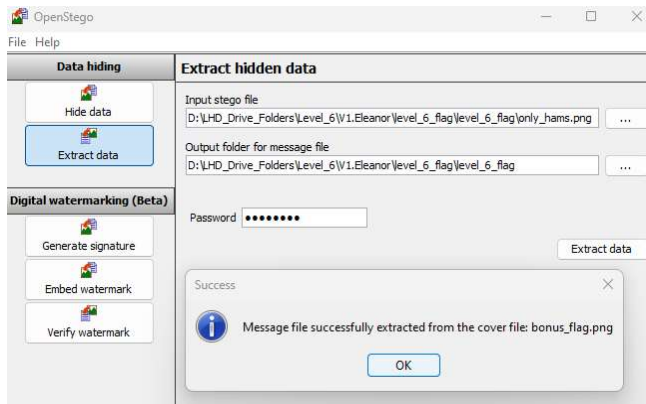 OpenStego
File Help
Data hiding
Hide data
Extract data
Digital watermarking (Beta)
Generate signature
Embed watermark
Verify watermark
Extract hidden data
Input stego file
D:\LHD_Drive_Folders\Level_6\V1.Eleanor\level_6_flag\level_6_flag\only_hams.png
...
Output folder for message file
D:\LHD_Drive_Folders\Level_6\V1.Eleanor\level_6_flag\level_6_flag
...
Password ●●●●●●●●
Extract data
Success
Message file successfully extracted from the cover file: bonus_flag.png
OK